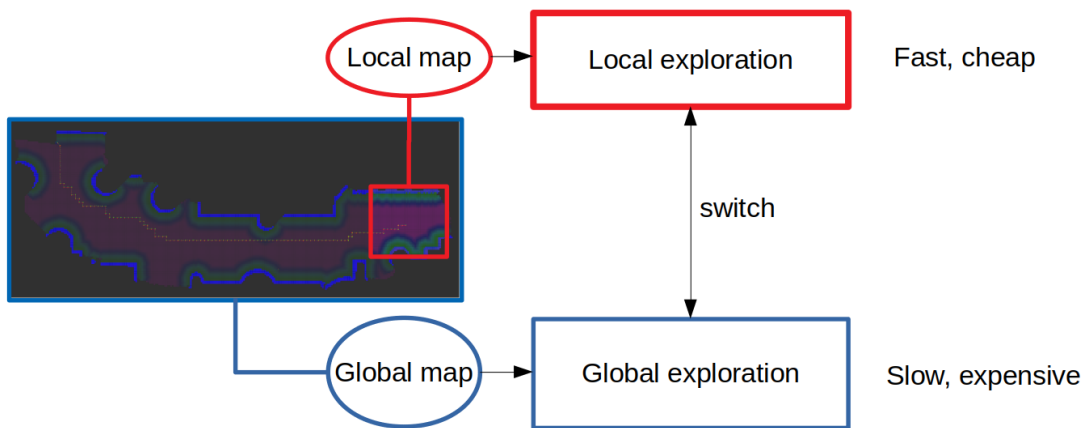 Local map
Local exploration
Fast, cheap
switch
Global map
Global exploration
Slow, expensive